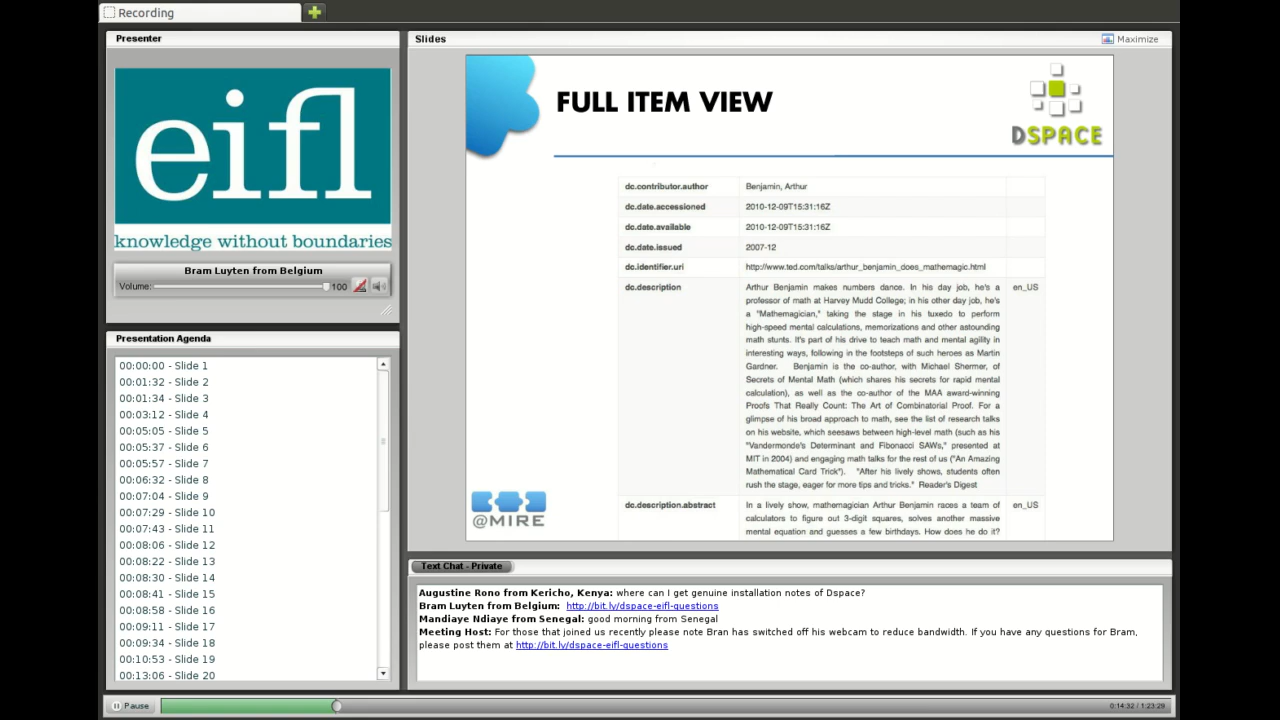 Recording
Presenter
eifl
knowledge without boundaries
Bram Luyten from Belgium
Volume: 100
Presentation Agenda
00:00:00 - Slide 1
00:01:32 - Slide 2
00:01:34 - Slide 3
00:03:12 - Slide 4
00:05:05 - Slide 5
00:05:37 - Slide 6
00:05:57 - Slide 7
00:06:32 - Slide 8
00:07:04 - Slide 9
00:07:29 - Slide 10
00:07:43 - Slide 11
00:08:06 - Slide 12
00:08:22 - Slide 13
00:08:30 - Slide 14
00:08:41 - Slide 15
00:08:58 - Slide 16
00:09:11 - Slide 17
00:09:34 - Slide 18
00:10:53 - Slide 19
00:13:06 - Slide 20
Slides
Maximize
FULL ITEM VIEW
DSPACE
dc.contributor.author Benjamin, Arthur
dc.date.accessioned 2010-12-09T15:31:16Z
dc.date.available 2010-12-09T15:31:16Z
dc.date.issued 2007-12
dc.identifier.uri http://www.ted.com/talks/arthur_benjamin_does_mathemagic.html
dc.description Arthur Benjamin makes numbers dance. In his day job, he's a en_US
professor of math at Harvey Mudd College; in his other day job, he's
a "Mathemagician," taking the stage in his tuxedo to perform
high-speed mental calculations, memorizations and other astounding
math stunts. It's part of his drive to teach math and mental agility in
interesting ways, following in the footsteps of such heroes as Martin
Gardner. Benjamin is the co-author, with Michael Shermer, of
Secrets of Mental Math (which shares his secrets for rapid mental
calculation), as well as the co-author of the MAA award-winning
Proofs That Really Count: The Art of Combinatorial Proof. For a
glimpse of his broad approach to math, see the list of research talks
on his website, which seesaws between high-level math (such as his
"Vandermonde's Determinant and Fibonacci SAWs," presented at
MIT in 2004) and engaging math talks for the rest of us ("An Amazing
Mathematical Card Trick"). "After his lively shows, students often
rush the stage, eager for more tips and tricks." Reader's Digest
dc.description.abstract In a lively show, mathemagician Arthur Benjamin races a team of en_US
calculators to figure out 3-digit squares, solves another massive
mental equation and guesses a few birthdays. How does he do it?
@MIRE
Text Chat - Private
Augustine Rono from Kericho, Kenya: where can I get genuine installation notes of Dspace?
Bram Luyten from Belgium: http://bit.ly/dspace-eifl-questions
Mandiaye Ndiaye from Senegal: good morning from Senegal
Meeting Host: For those that joined us recently please note Bran has switched off his webcam to reduce bandwidth. If you have any questions for Bram,
please post them at http://bit.ly/dspace-eifl-questions
Pause
0:14:32 / 1:23:29